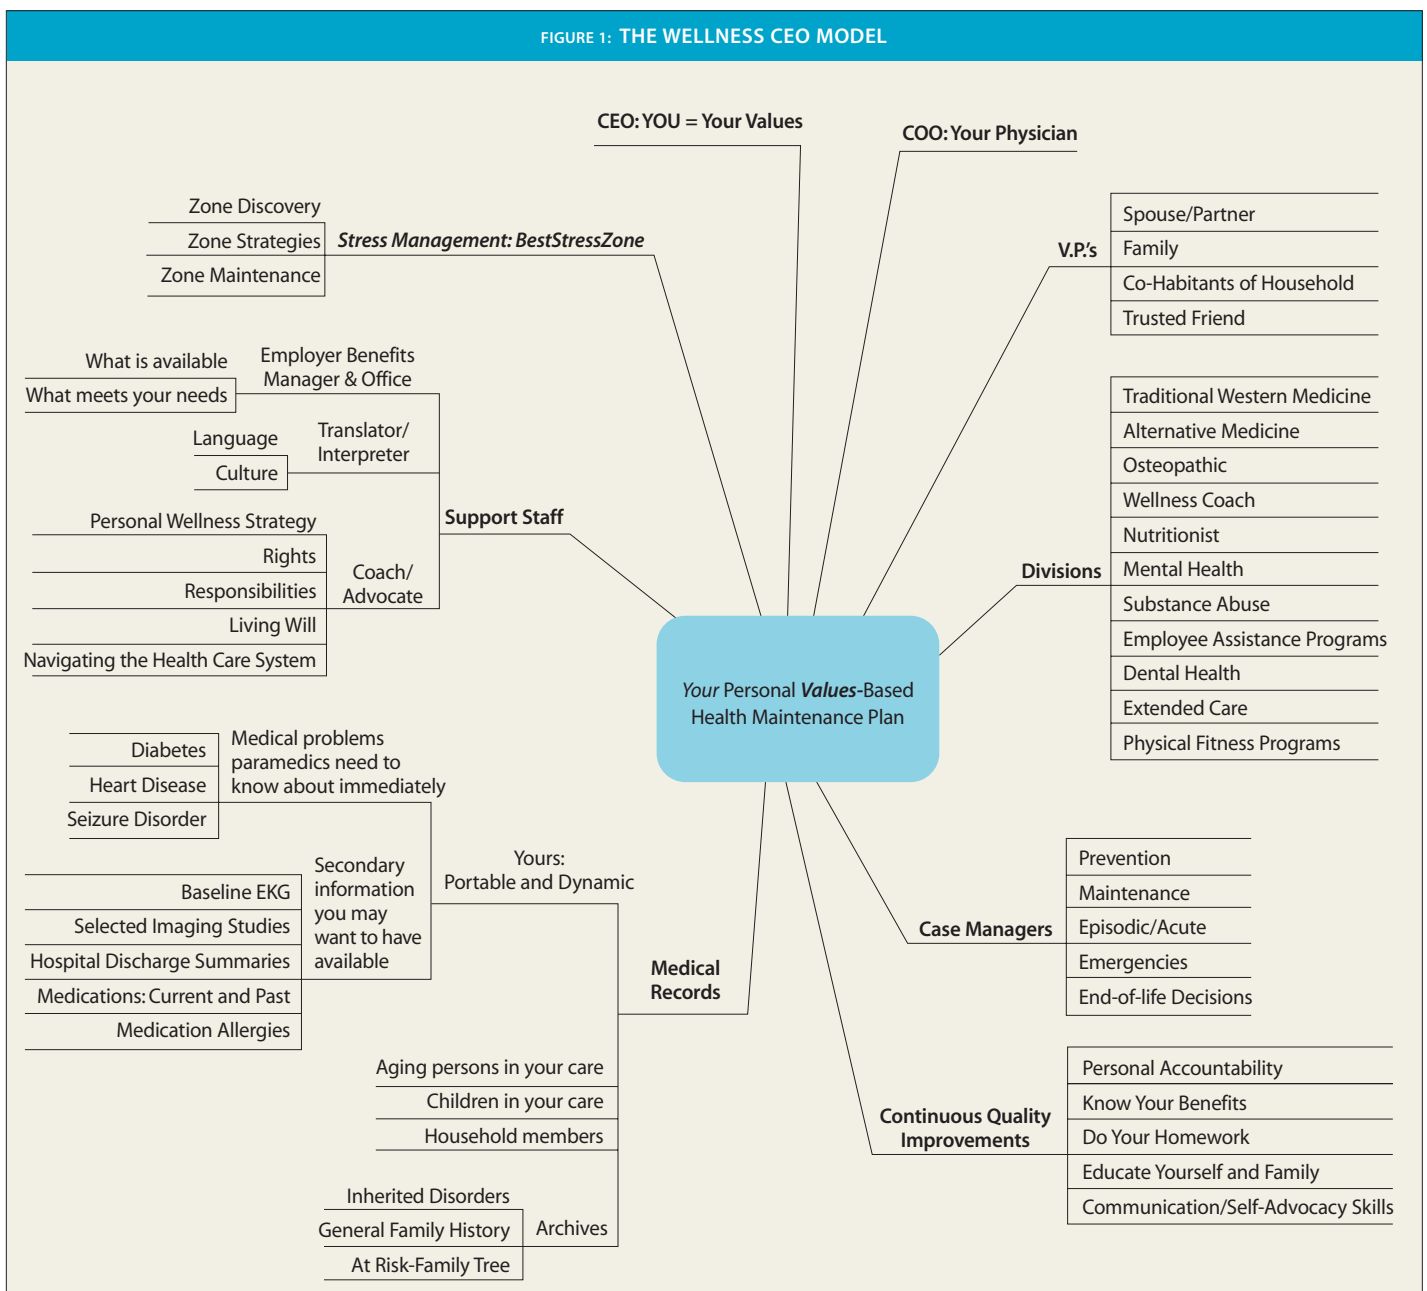 FIGURE 1: THE WELLNESS CEO MODEL
CEO: YOU = Your Values
COO: Your Physician
Zone Discovery
Zone Strategies
Zone Maintenance
Stress Management: BestStressZone
V.P.'s
Spouse/Partner
Family
Co-Habitants of Household
Trusted Friend
What is available
What meets your needs
Employer Benefits
Manager & Office
Language
Culture
Translator/
Interpreter
Personal Wellness Strategy
Rights
Responsibilities
Living Will
Navigating the Health Care System
Coach/
Advocate
Support Staff
Divisions
Traditional Western Medicine
Alternative Medicine
Osteopathic
Wellness Coach
Nutritionist
Mental Health
Substance Abuse
Employee Assistance Programs
Dental Health
Extended Care
Physical Fitness Programs
Your Personal Values-Based
Health Maintenance Plan
Diabetes
Heart Disease
Seizure Disorder
Medical problems
paramedics need to
know about immediately
Baseline EKG
Selected Imaging Studies
Hospital Discharge Summaries
Medications: Current and Past
Medication Allergies
Secondary
information
you may
want to have
available
Yours:
Portable and Dynamic
Medical
Records
Aging persons in your care
Children in your care
Household members
Inherited Disorders
General Family History
At Risk-Family Tree
Archives
Case Managers
Prevention
Maintenance
Episodic/Acute
Emergencies
End-of-life Decisions
Continuous Quality
Improvements
Personal Accountability
Know Your Benefits
Do Your Homework
Educate Yourself and Family
Communication/Self-Advocacy Skills